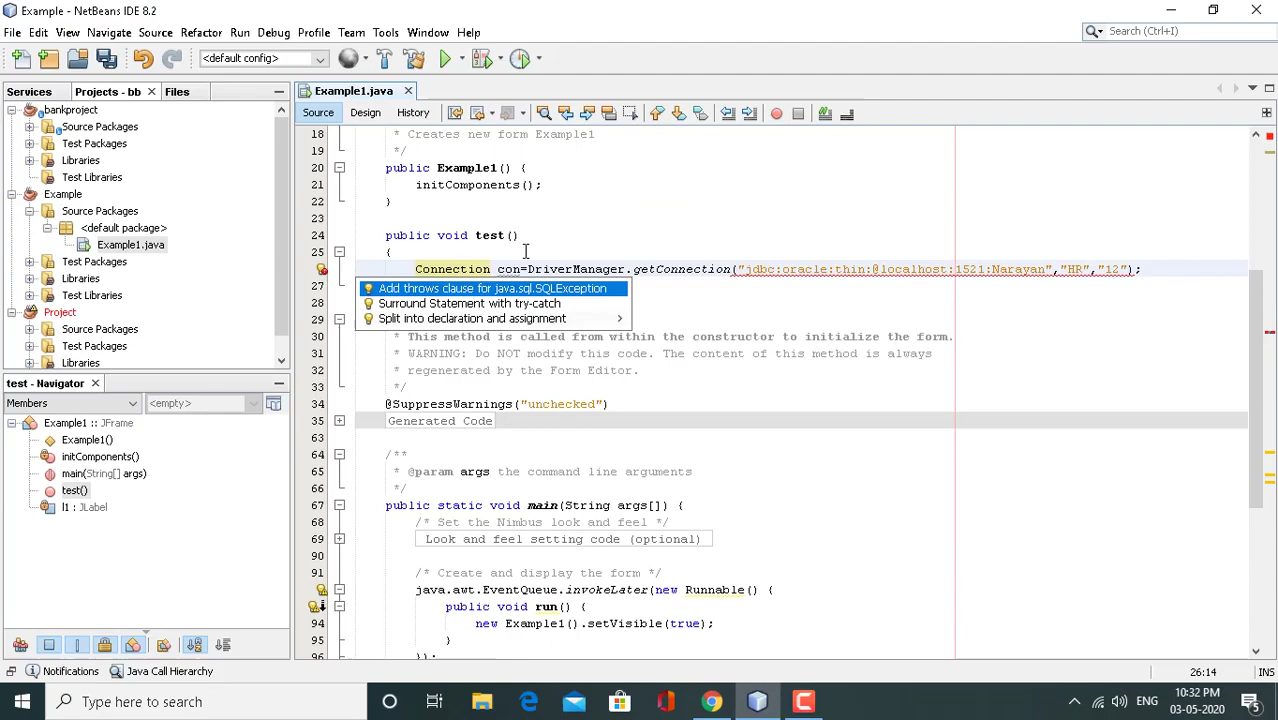 Example - NetBeans IDE 8.2
File Edit View Navigate Source Refactor Run Debug Profile Team Tools Window Help
Search (Ctrl+I)
<default config>
Services Projects - bb Files
Example1.java
bankproject
Source Packages
Test Packages
Libraries
Test Libraries
Example
Source Packages
<default package>
Example1.java
Test Packages
Libraries
Test Libraries
Project
Source Packages
Test Packages
Libraries
test - Navigator
Members <empty>
Example1 :: JFrame
Example1()
initComponents()
main(String[] args)
test()
l1 : JLabel
Source Design History
18 * Creates new form Example1
19 */
20 public Example1() {
21 initComponents();
22 }
23
24 public void test()
25 {
Connection con=DriverManager.getConnection("jdbc:oracle:thin:@localhost:1521:Narayan","HR","12");
27
Add throws clause for java.sql.SQLException
28
Surround Statement with try-catch
29
Split into declaration and assignment
30 * This method is called from within the constructor to initialize the form.
31 * WARNING: Do NOT modify this code. The content of this method is always
32 * regenerated by the Form Editor.
33 */
34 @SuppressWarnings("unchecked")
35 Generated Code
63
64 /**
65 * @param args the command line arguments
66 */
67 public static void main(String args[]) {
68 /* Set the Nimbus look and feel */
69 Look and feel setting code (optional)
90
91 /* Create and display the form */
java.awt.EventQueue.invokeLater(new Runnable() {
public void run() {
94 new Example1().setVisible(true);
95 }
96 });
Notifications Java Call Hierarchy
26:14 INS
Type here to search
ENG
10:32 PM
03-05-2020
5